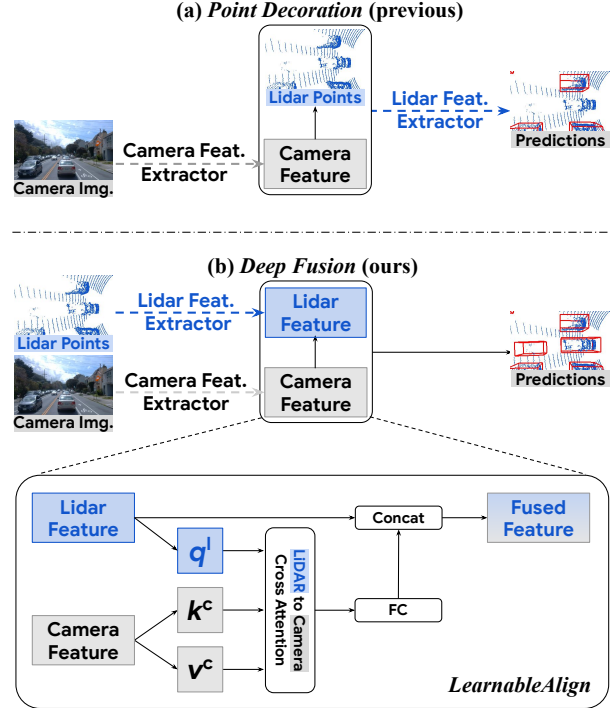 (a) Point Decoration (previous)
Lidar Points
Lidar Feat.
Extractor
Camera Feat.
Extractor
Camera Feature
Camera Img.
Predictions
(b) Deep Fusion (ours)
Lidar Points
Lidar Feat.
Extractor
Lidar Feature
Camera Img.
Camera Feat.
Extractor
Camera Feature
Predictions
Lidar Feature
Concat
Fused Feature
q^l
LiDAR to Camera
Cross Attention
Camera Feature
k^c
FC
v^c
LearnableAlign